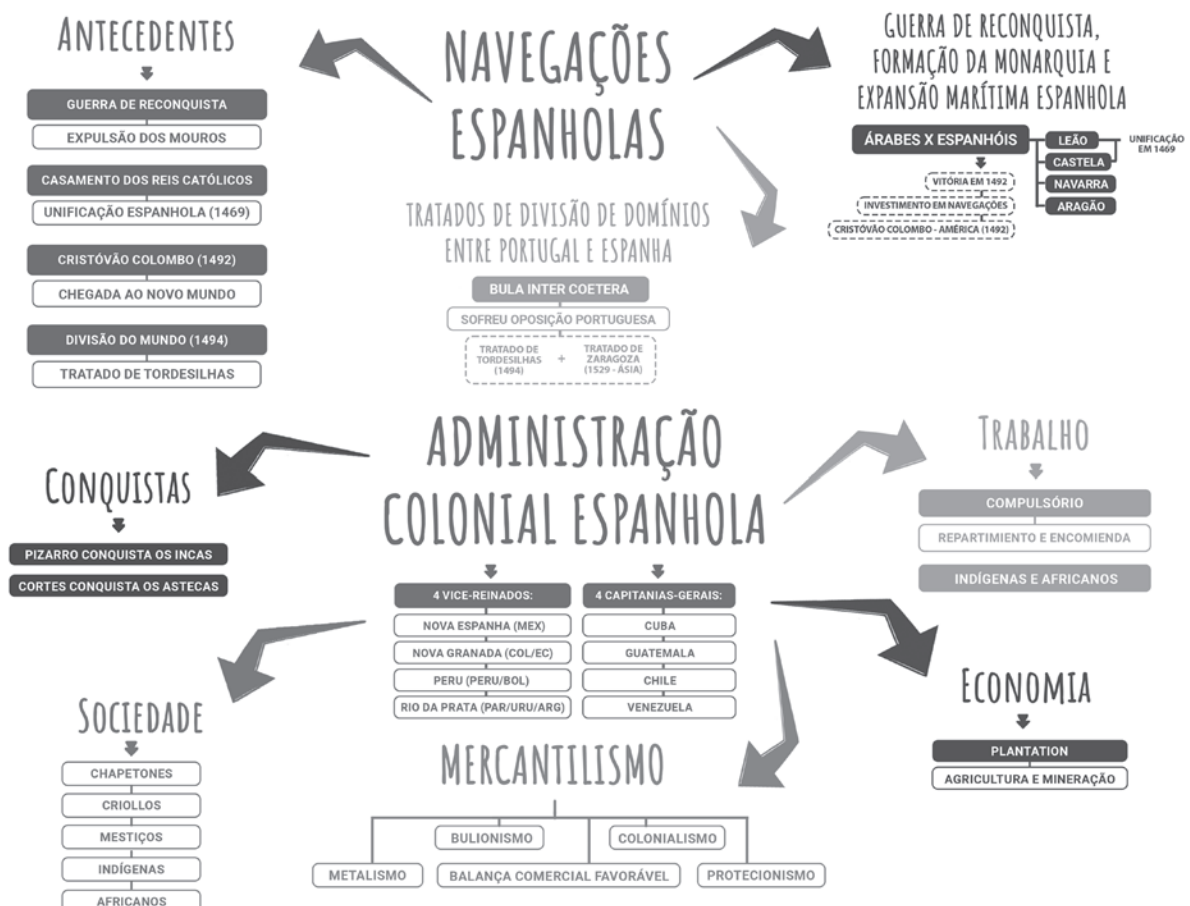 NAVEGAÇÕES
ESPANHOLAS
ANTECEDENTES
GUERRA DE RECONQUISTA
EXPULSÃO DOS MOUROS
CASAMENTO DOS REIS CATÓLICOS
UNIFICAÇÃO ESPANHOLA (1469)
CRISTÓVÃO COLOMBO (1492)
CHEGADA AO NOVO MUNDO
DIVISÃO DO MUNDO (1494)
TRATADO DE TORDESILHAS
TRATADOS DE DIVISÃO DE DOMÍNIOS
ENTRE PORTUGAL E ESPANHA
BULA INTER COETERA
SOFREU OPOSIÇÃO PORTUGUESA
TRATADO DE
TORDESILHAS
(1494)
+
TRATADO DE
ZARAGOZA
(1529 - ÁSIA)
GUERRA DE RECONQUISTA,
FORMAÇÃO DA MONARQUIA E
EXPANSÃO MARÍTIMA ESPANHOLA
ÁRABES X ESPANHÓIS
VITÓRIA EM 1492
INVESTIMENTO EM NAVEGAÇÕES
CRISTÓVÃO COLOMBO - AMÉRICA (1492)
LEÃO
CASTELA
NAVARRA
ARAGÃO
UNIFICAÇÃO
EM 1469
ADMINISTRAÇÃO
COLONIAL ESPANHOLA
4 VICE-REINADOS:
NOVA ESPANHA (MEX)
NOVA GRANADA (COL/EC)
PERU (PERU/BOL)
RIO DA PRATA (PAR/URU/ARG)
4 CAPITANIAS-GERAIS:
CUBA
GUATEMALA
CHILE
VENEZUELA
CONQUISTAS
PIZARRO CONQUISTA OS INCAS
CORTES CONQUISTA OS ASTECAS
TRABALHO
COMPULSÓRIO
REPARTIMIENTO E ENCOMIENDA
INDÍGENAS E AFRICANOS
SOCIEDADE
CHAPETONES
CRIOLLOS
MESTIÇOS
INDÍGENAS
AFRICANOS
MERCANTILISMO
BULIONISMO
COLONIALISMO
METALISMO
BALANÇA COMERCIAL FAVORÁVEL
PROTECIONISMO
ECONOMIA
PLANTATION
AGRICULTURA E MINERAÇÃO